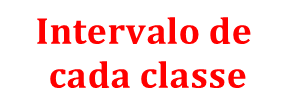 Intervalo de
cada classe